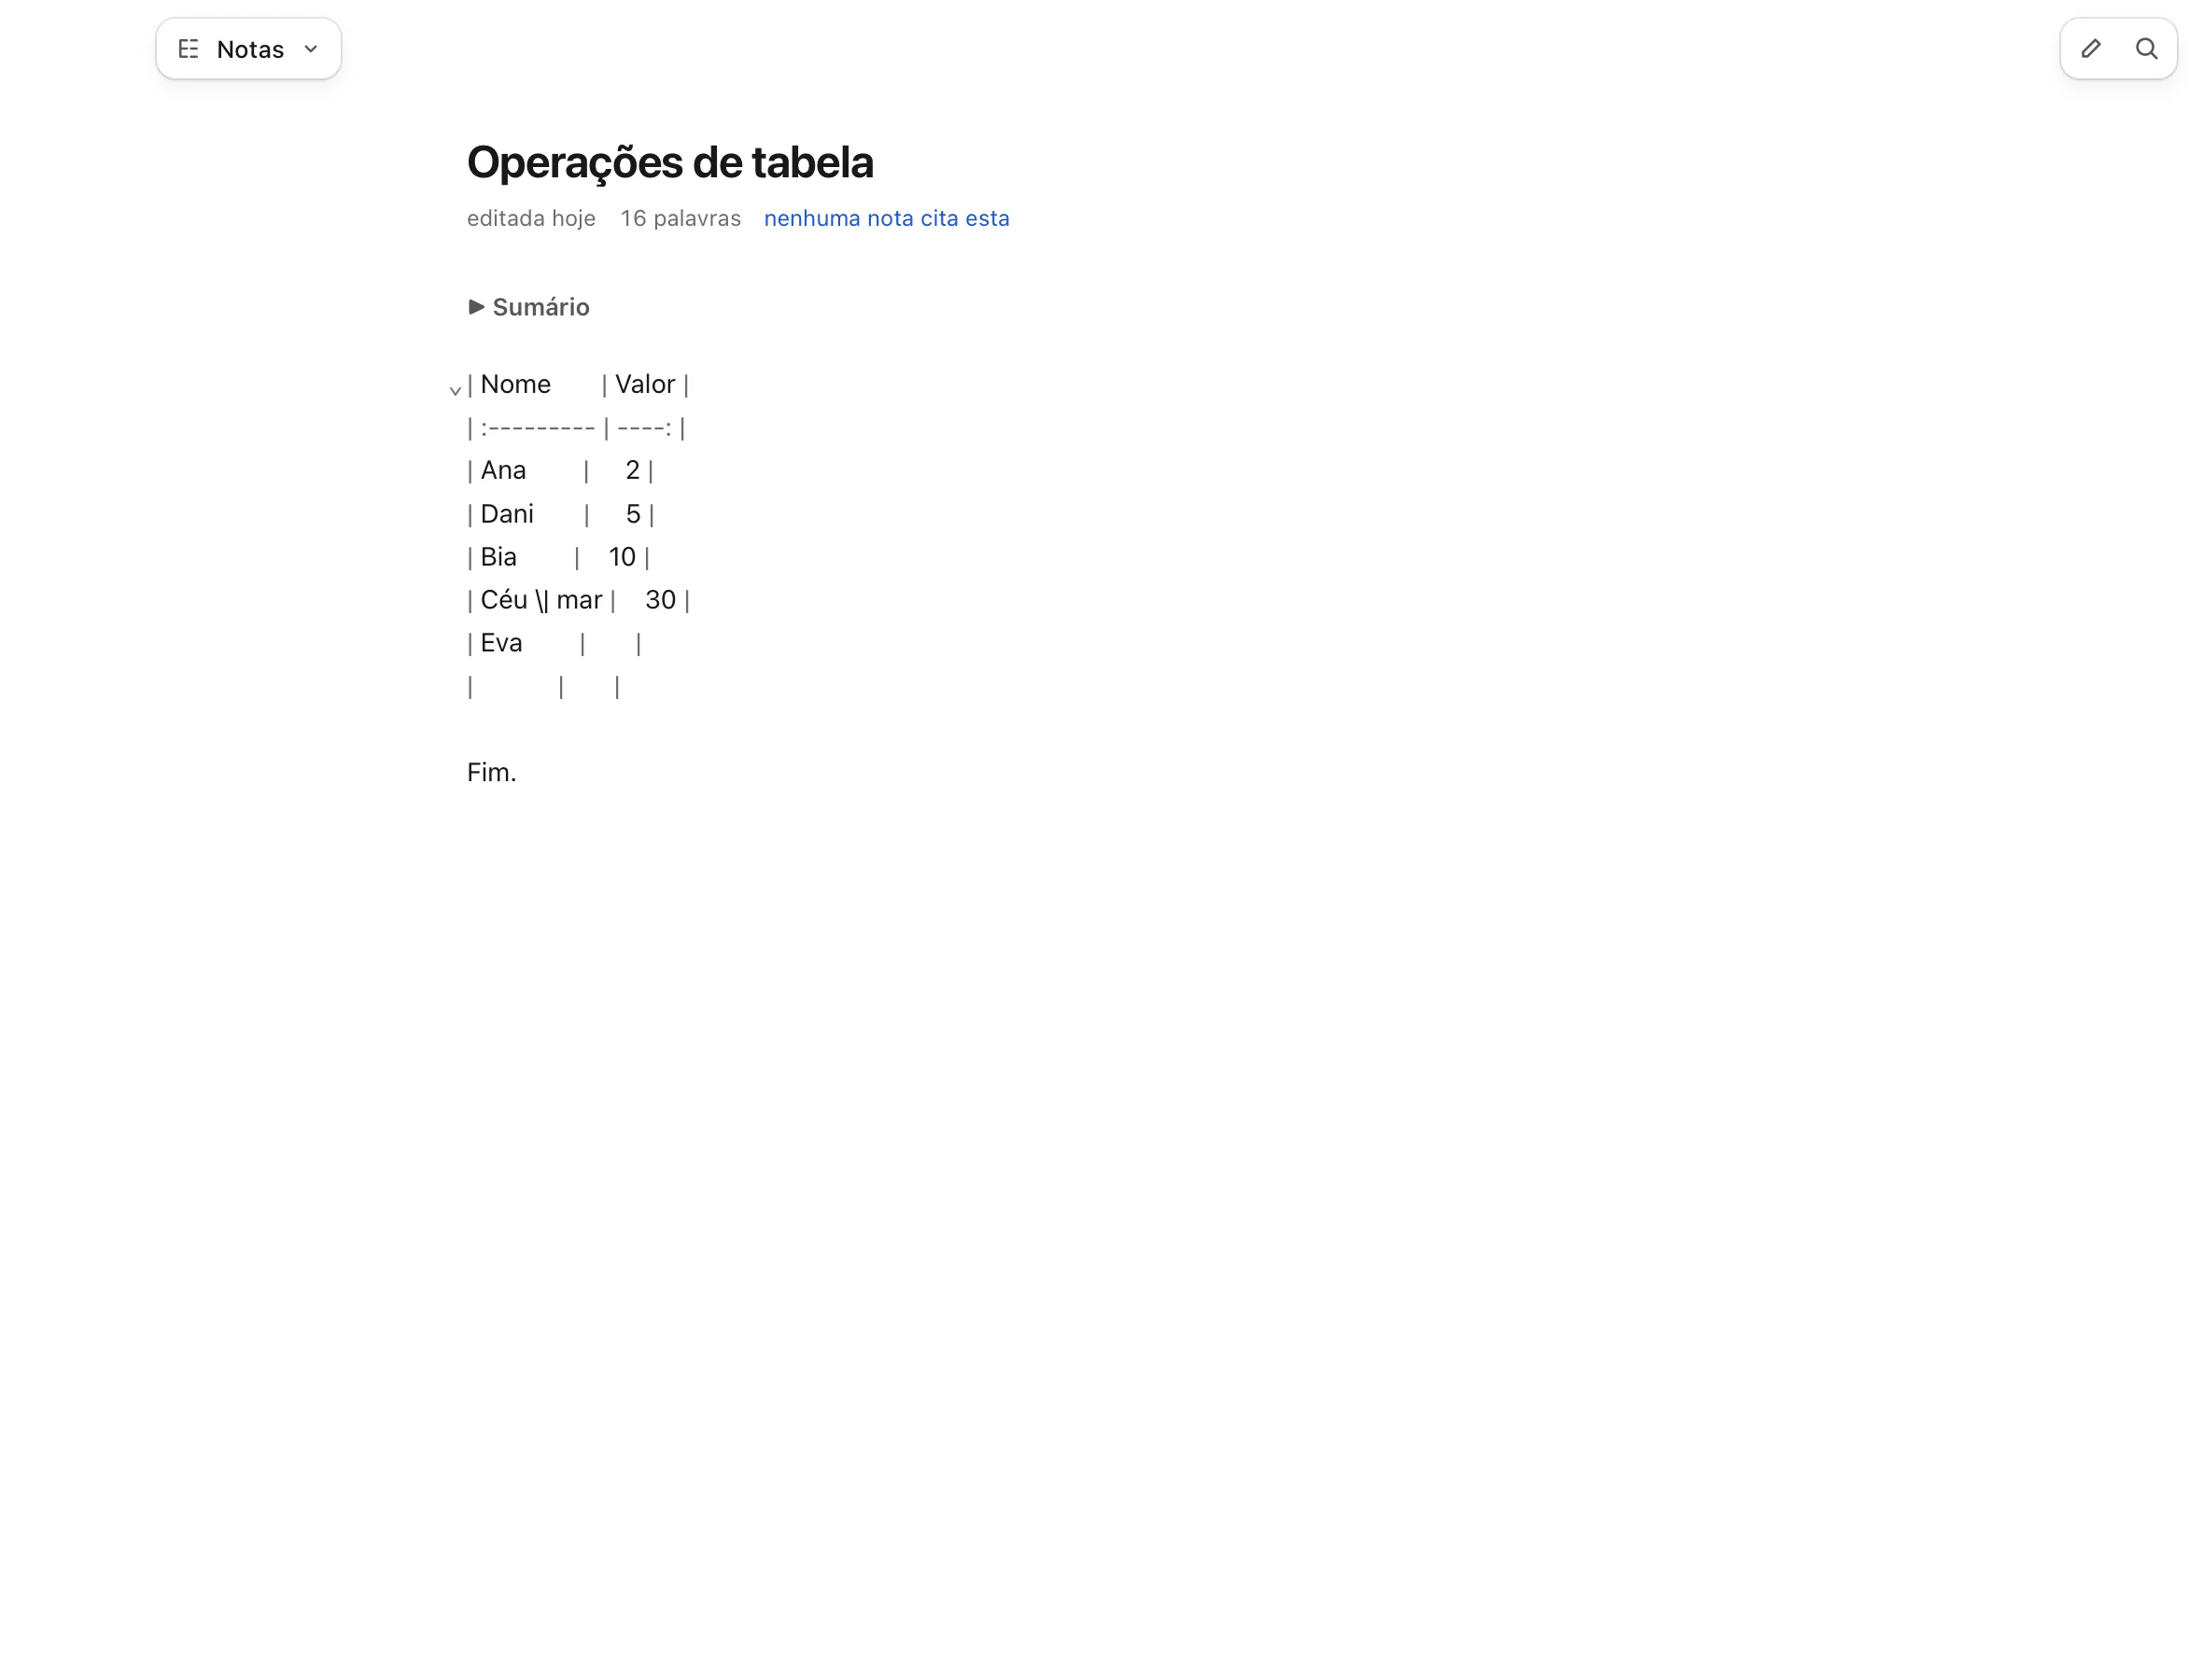 Notas
Operações de tabela
editada hoje 16 palavras nenhuma nota cita esta
Sumário
| Nome | Valor |
| :--------- | ----: |
| Ana | 2 |
| Dani | 5 |
| Bia | 10 |
| Céu \| mar | 30 |
| Eva | |
| | |
Fim.